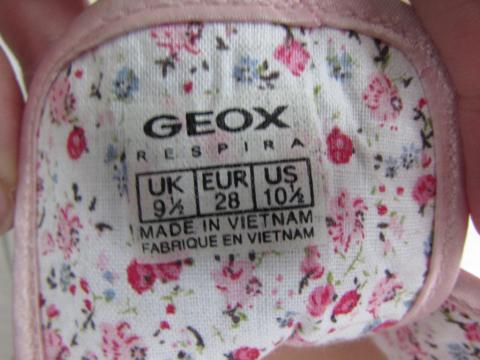 GEOX
RESPIRA
UK EUR US
9½ 28 10½
MADE IN VIETNAM
FABRIQUE EN VIETNAM